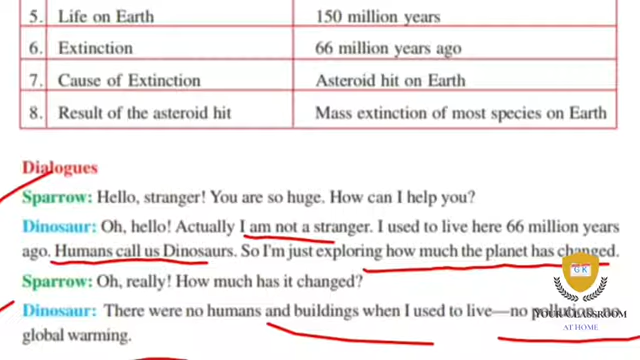 5. Life on Earth 150 million years
6. Extinction 66 million years ago
7. Cause of Extinction Asteroid hit on Earth
8. Result of the asteroid hit Mass extinction of most species on Earth
Dialogues
Sparrow: Hello, stranger! You are so huge. How can I help you?
Dinosaur: Oh, hello! Actually I am not a stranger. I used to live here 66 million years
ago. Humans call us Dinosaurs. So I'm just exploring how much the planet has changed.
Sparrow: Oh, really! How much has it changed?
Dinosaur: There were no humans and buildings when I used to live—no pollution, no
global warming.
GK
YOUR CLASSROOM
AT HOME